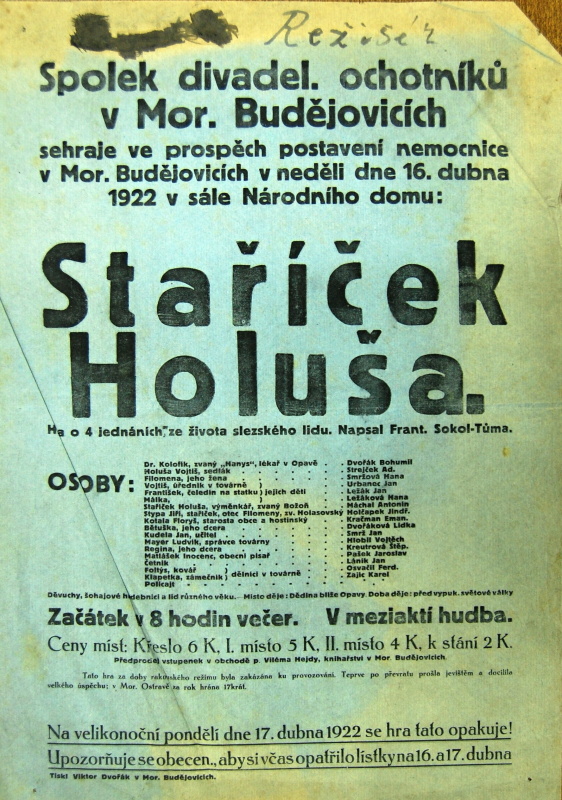 Režisér
Spolek divadel. ochotníků
v Mor. Budějovicích
sehraje ve prospěch postavení nemocnice
v Mor. Budějovicích v neděli dne 16. dubna
1922 v sále Národního domu:
Staříček
Holuša.
Hra o 4 jednáních, ze života slezského lidu. Napsal Frant. Sokol-Tůma.
OSOBY:
Dr. Kolofík, zvaný „Hanys", lékař v Opavě . . Dvořák Bohumil
Holuša Vojtíš, sedlák . . Strejček Ad.
Filomena, jeho žena . . Smržová Hana
Vojtíš, úředník v továrně ) . . Urbanec Jan
František, čeledín na statku ) jejich děti . . Ležák Jan
Málka, ) . . Ležáková Hana
Staříček Holuša, výměnkář, zvaný Božoň . . Máchal Antonín
Stypa Jiří, staříček, otec Filomeny, zv. Holasovský Holčapek Jindř.
Kotala Floryš, starosta obce a hostinský . . Kračman Eman.
Bětuška, jeho dcera . . Dvořáková Lidka
Kudela Jan, učitel . . Smrž Jan
Mayer Ludvík, správce továrny . . Hlobil Vojtěch
Regina, jeho dcera . . Kreutrová Štěp.
Matiášek Inocenc, obecní písař . . Pašek Jaroslav
Četník . . Láník Jan
Foltýs, kovář ) . . Osvačil Ferd.
Klapetka, zámečník ) dělníci v továrně . . Zajíc Karel
Policajt
Děvuchy, šohajové hudebníci a lid různého věku. — Místo děje: Dědina blíže Opavy. Doba děje: před vypuk. světové války
Začátek v 8 hodin večer. V meziaktí hudba.
Ceny míst: Křeslo 6 K, I. místo 5 K, II. místo 4 K, k stání 2 K.
Předprodej vstupenek v obchodě p. Viléma Hejdy, knihařství v Mor. Budějovicích.
Tato hra za doby rakouského režimu byla zakázána ku provozování. Teprve po převratu prošla jevištěm a docílila
velkého úspěchu; v Mor. Ostravě za rok hrána 17krát.
Na velikonoční pondělí dne 17. dubna 1922 se hra tato opakuje!
Upozorňuje se obecen., aby si včas opatřilo lístky na 16. a 17. dubna
Tiskl Viktor Dvořák v Mor. Budějovicích.